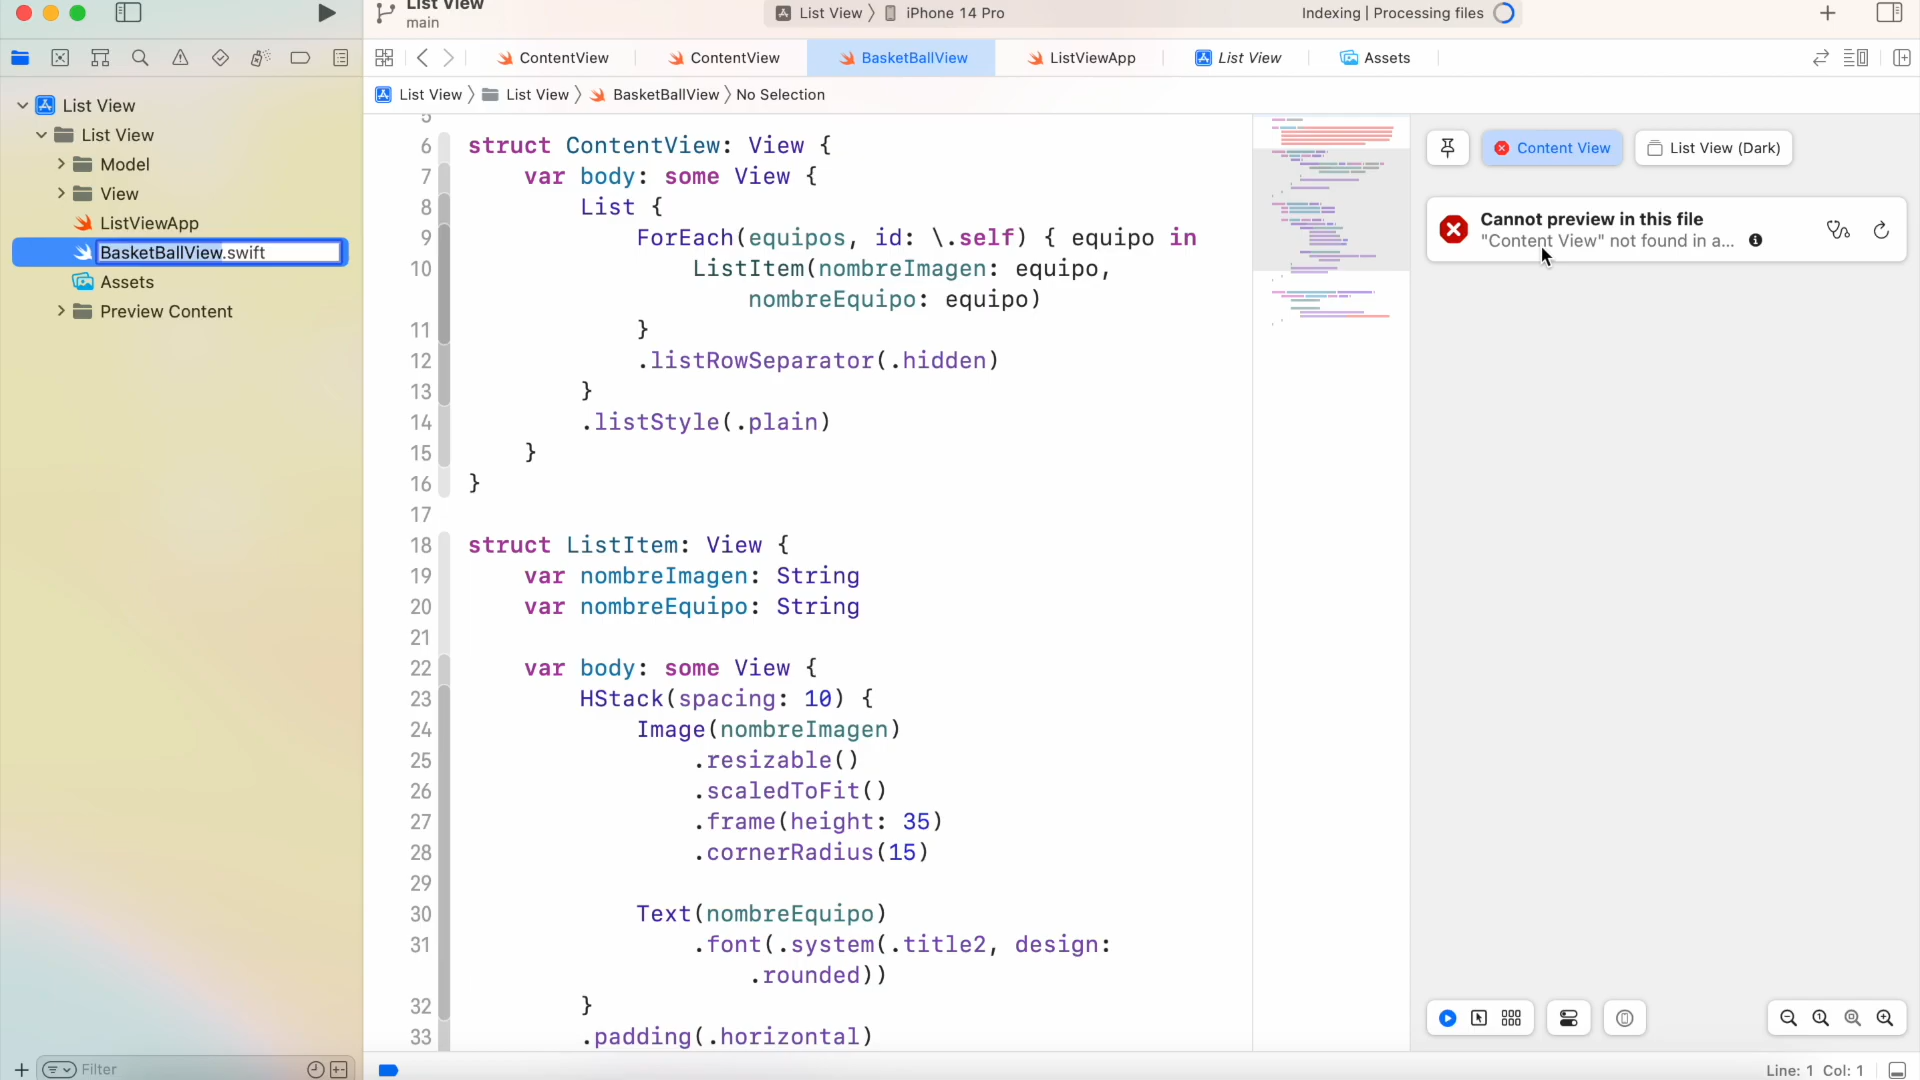 List View
main
List View 〉 iPhone 14 Pro
Indexing | Processing files
ContentView
ContentView
BasketBallView
ListViewApp
List View
Assets
List View 〉 List View 〉 BasketBallView 〉 No Selection
List View
List View
Model
View
ListViewApp
BasketBallView.swift
Assets
Preview Content
Filter
5
6 struct ContentView: View {
7 var body: some View {
8 List {
9 ForEach(equipos, id: \.self) { equipo in
10 ListItem(nombreImagen: equipo,
nombreEquipo: equipo)
11 }
12 .listRowSeparator(.hidden)
13 }
14 .listStyle(.plain)
15 }
16 }
17
18 struct ListItem: View {
19 var nombreImagen: String
20 var nombreEquipo: String
21
22 var body: some View {
23 HStack(spacing: 10) {
24 Image(nombreImagen)
25 .resizable()
26 .scaledToFit()
27 .frame(height: 35)
28 .cornerRadius(15)
29
30 Text(nombreEquipo)
31 .font(.system(.title2, design:
.rounded))
32 }
33 .padding(.horizontal)
Content View
List View (Dark)
Cannot preview in this file
"Content View" not found in a...
Line: 1 Col: 1